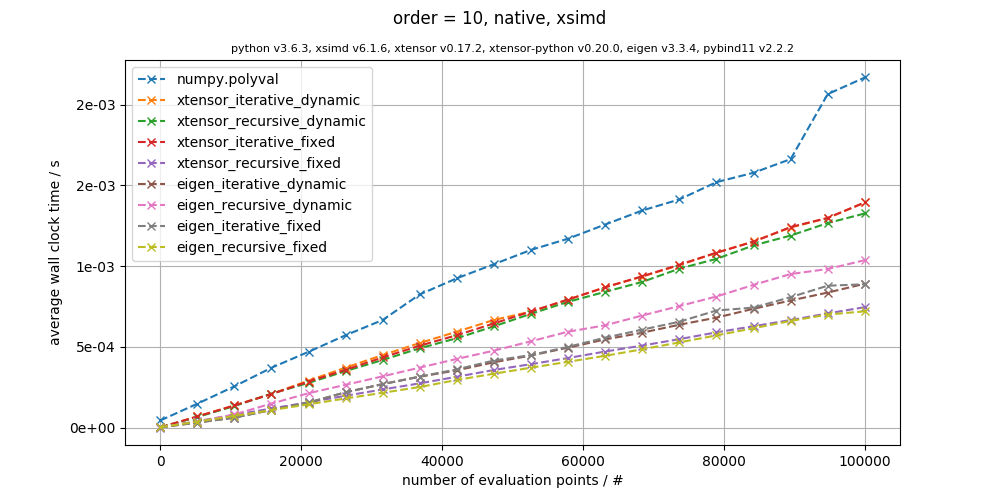 order = 10, native, xsimd
python v3.6.3, xsimd v6.1.6, xtensor v0.17.2, xtensor-python v0.20.0, eigen v3.3.4, pybind11 v2.2.2
numpy.polyval
xtensor_iterative_dynamic
xtensor_recursive_dynamic
xtensor_iterative_fixed
xtensor_recursive_fixed
eigen_iterative_dynamic
eigen_recursive_dynamic
eigen_iterative_fixed
eigen_recursive_fixed
average wall clock time / s
2e-03
2e-03
1e-03
5e-04
0e+00
0 20000 40000 60000 80000 100000
number of evaluation points / #